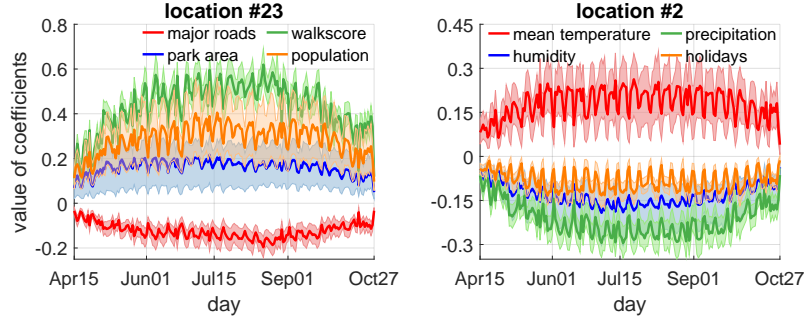 location #23
major roads
walkscore
park area
population
value of coefficients
0.8
0.6
0.4
0.2
0
-0.2
Apr15
Jun01
Jul15
Sep01
Oct27
day
location #2
mean temperature
precipitation
humidity
holidays
0.45
0.3
0.15
0
-0.15
-0.3
Apr15
Jun01
Jul15
Sep01
Oct27
day